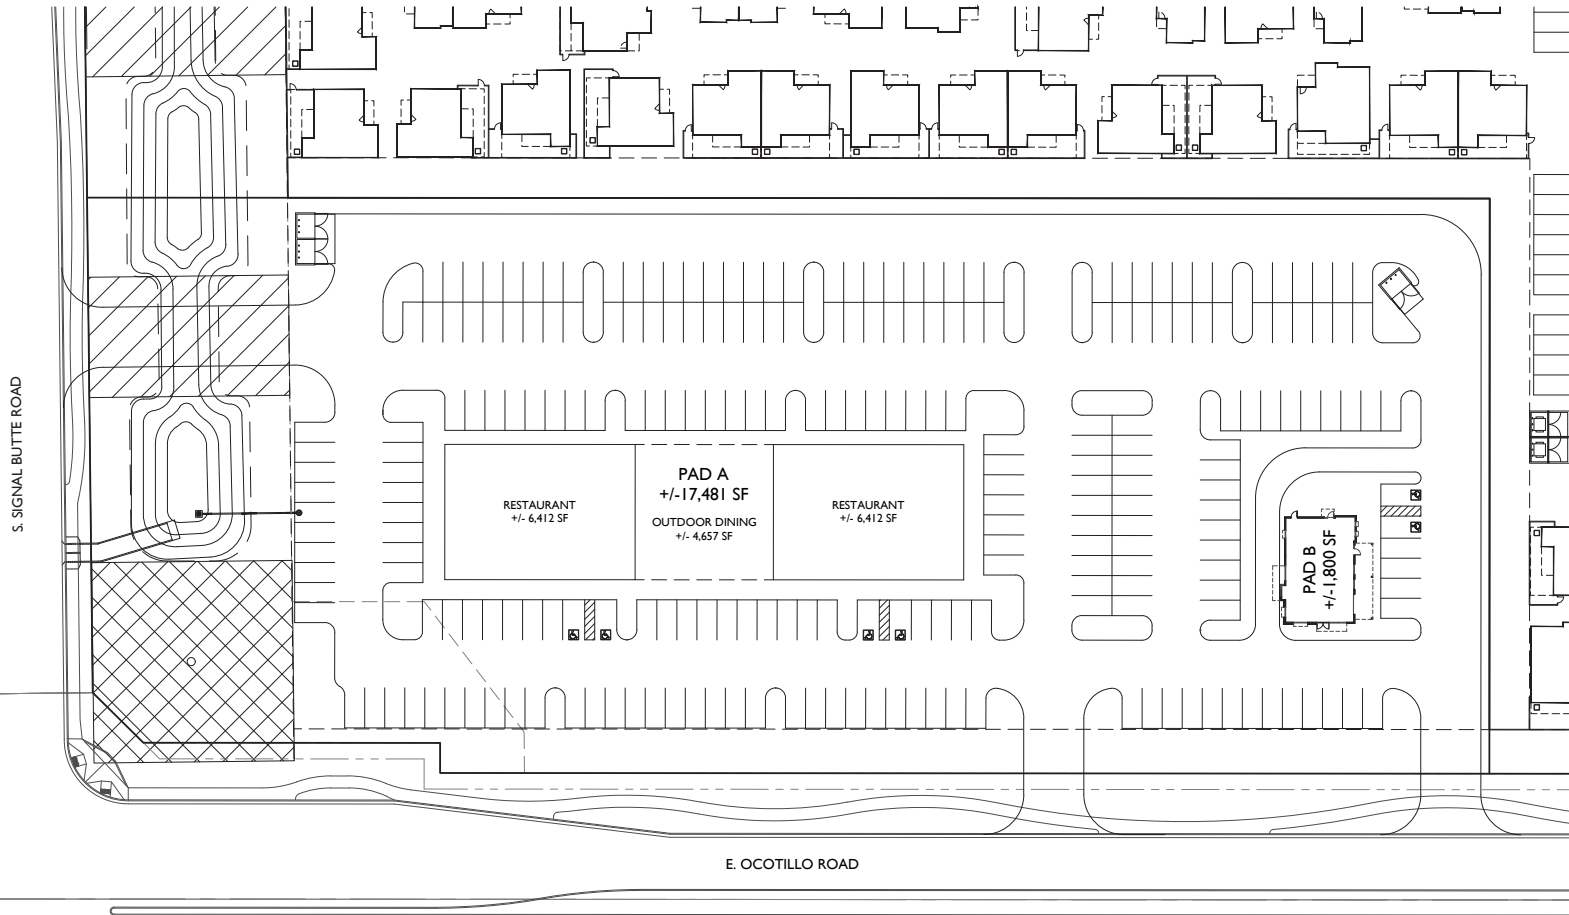 S. SIGNAL BUTTE ROAD
PAD A
+/-17,481 SF
RESTAURANT
+/- 6,412 SF
OUTDOOR DINING
+/- 4,657 SF
RESTAURANT
+/- 6,412 SF
PAD B
+/-1,800 SF
E. OCOTILLO ROAD